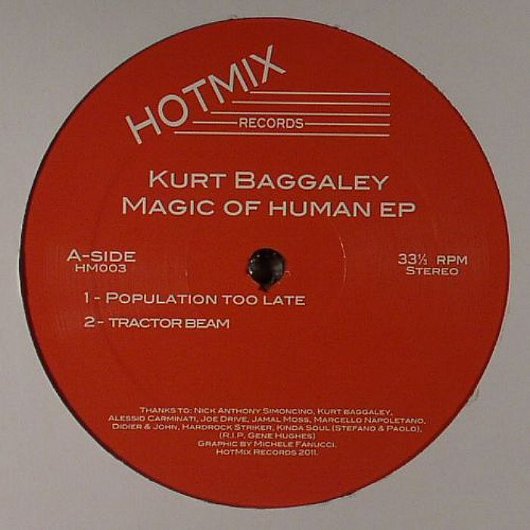 HOTMIX
RECORDS
KURT BAGGALEY
MAGIC OF HUMAN EP
A-SIDE
HM003
33⅓ RPM
STEREO
1 - POPULATION TOO LATE
2 - TRACTOR BEAM
THANKS TO: NICK ANTHONY SIMONCINO, KURT BAGGALEY,
ALESSIO CARMINATI, JOE DRIVE, JAMAL MOSS, MARCELLO NAPOLETANO,
DIDIER & JOHN, HARDROCK STRIKER, KINDA SOUL (STEFANO & PAOLO),
(R.I.P. GENE HUGHES)
GRAPHIC BY MICHELE FANUCCI.
HOTMIX RECORDS 2011.